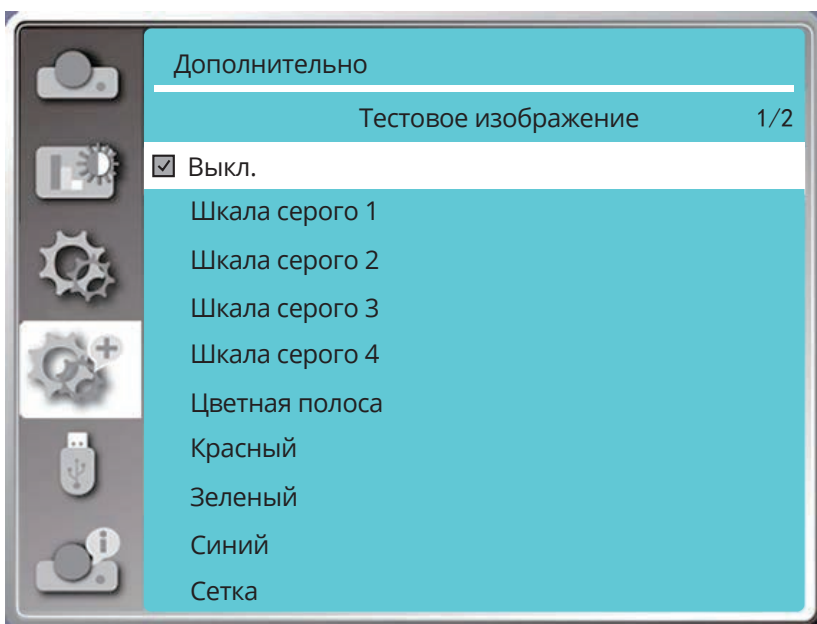 Дополнительно
Тестовое изображение 1/2
Выкл.
Шкала серого 1
Шкала серого 2
Шкала серого 3
Шкала серого 4
Цветная полоса
Красный
Зеленый
Синий
Сетка